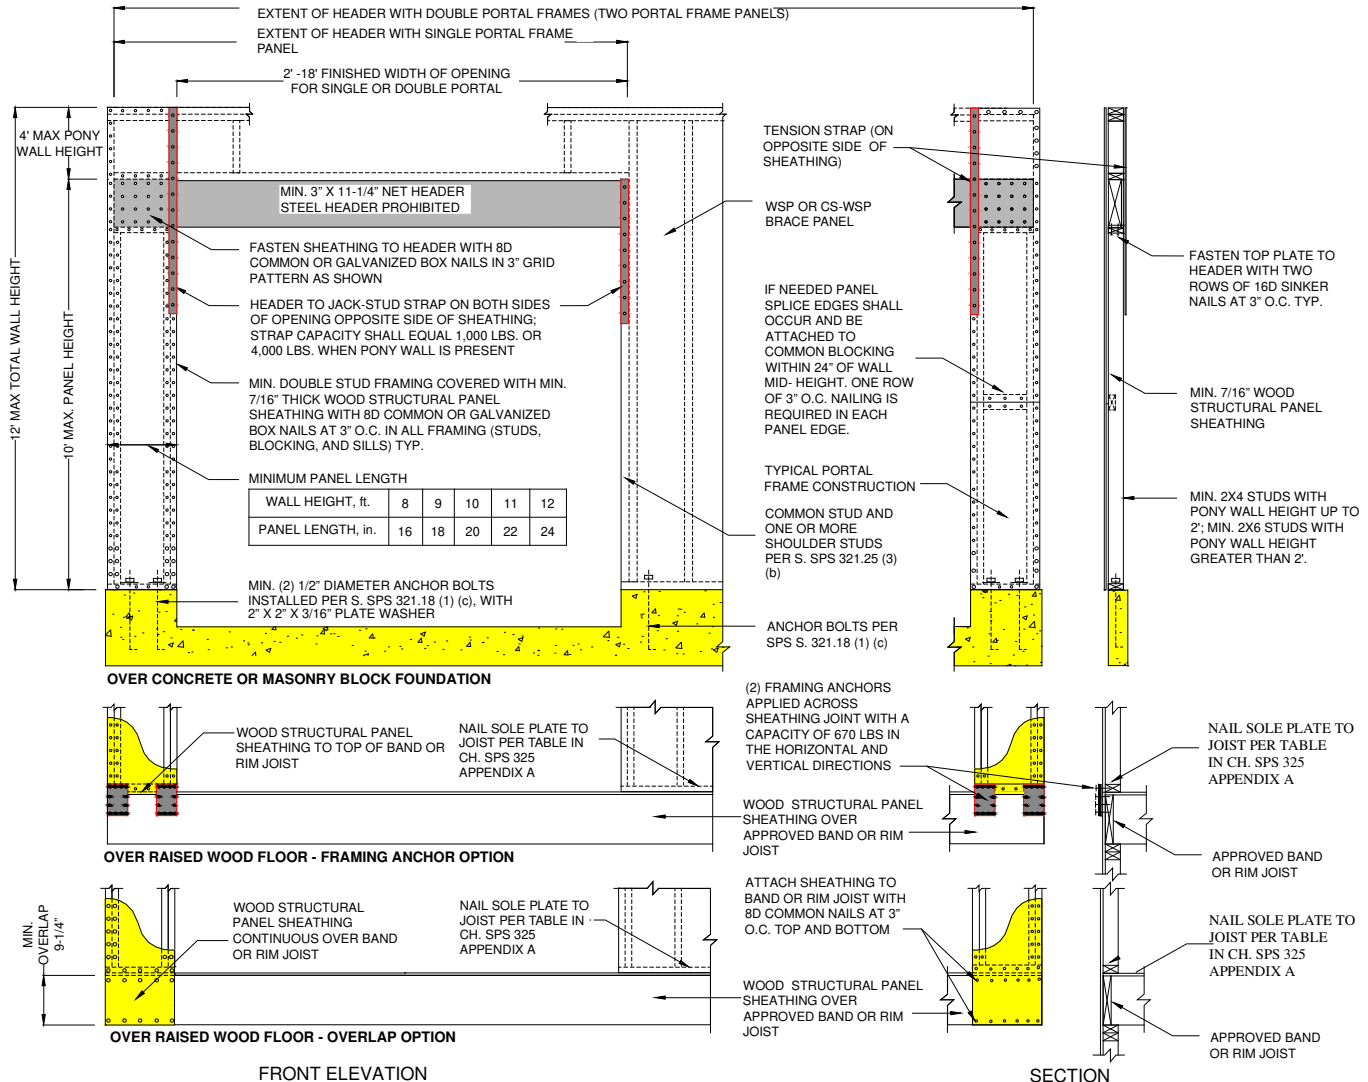 EXTENT OF HEADER WITH DOUBLE PORTAL FRAMES (TWO PORTAL FRAME PANELS)
EXTENT OF HEADER WITH SINGLE PORTAL FRAME
PANEL
2' -18' FINISHED WIDTH OF OPENING
FOR SINGLE OR DOUBLE PORTAL
4' MAX PONY
WALL HEIGHT
12' MAX TOTAL WALL HEIGHT
10' MAX. PANEL HEIGHT
MIN. 3" X 11-1/4" NET HEADER
STEEL HEADER PROHIBITED
FASTEN SHEATHING TO HEADER WITH 8D
COMMON OR GALVANIZED BOX NAILS IN 3" GRID
PATTERN AS SHOWN
HEADER TO JACK-STUD STRAP ON BOTH SIDES
OF OPENING OPPOSITE SIDE OF SHEATHING;
STRAP CAPACITY SHALL EQUAL 1,000 LBS. OR
4,000 LBS. WHEN PONY WALL IS PRESENT
MIN. DOUBLE STUD FRAMING COVERED WITH MIN.
7/16" THICK WOOD STRUCTURAL PANEL
SHEATHING WITH 8D COMMON OR GALVANIZED
BOX NAILS AT 3" O.C. IN ALL FRAMING (STUDS,
BLOCKING, AND SILLS) TYP.
MINIMUM PANEL LENGTH
WALL HEIGHT, ft. 8 9 10 11 12
PANEL LENGTH, in. 16 18 20 22 24
MIN. (2) 1/2" DIAMETER ANCHOR BOLTS
INSTALLED PER S. SPS 321.18 (1) (c), WITH
2" X 2" X 3/16" PLATE WASHER
TENSION STRAP (ON
OPPOSITE SIDE OF
SHEATHING)
WSP OR CS-WSP
BRACE PANEL
IF NEEDED PANEL
SPLICE EDGES SHALL
OCCUR AND BE
ATTACHED TO
COMMON BLOCKING
WITHIN 24" OF WALL
MID- HEIGHT. ONE ROW
OF 3" O.C. NAILING IS
REQUIRED IN EACH
PANEL EDGE.
TYPICAL PORTAL
FRAME CONSTRUCTION
COMMON STUD AND
ONE OR MORE
SHOULDER STUDS
PER S. SPS 321.25 (3)
(b)
ANCHOR BOLTS PER
SPS S. 321.18 (1) (c)
FASTEN TOP PLATE TO
HEADER WITH TWO
ROWS OF 16D SINKER
NAILS AT 3" O.C. TYP.
MIN. 7/16" WOOD
STRUCTURAL PANEL
SHEATHING
MIN. 2X4 STUDS WITH
PONY WALL HEIGHT UP TO
2'; MIN. 2X6 STUDS WITH
PONY WALL HEIGHT
GREATER THAN 2'.
OVER CONCRETE OR MASONRY BLOCK FOUNDATION
WOOD STRUCTURAL PANEL
SHEATHING TO TOP OF BAND OR
RIM JOIST
NAIL SOLE PLATE TO
JOIST PER TABLE IN
CH. SPS 325
APPENDIX A
(2) FRAMING ANCHORS
APPLIED ACROSS
SHEATHING JOINT WITH A
CAPACITY OF 670 LBS IN
THE HORIZONTAL AND
VERTICAL DIRECTIONS
WOOD STRUCTURAL PANEL
SHEATHING OVER
APPROVED BAND OR RIM
JOIST
NAIL SOLE PLATE TO
JOIST PER TABLE
IN CH. SPS 325
APPENDIX A
APPROVED BAND
OR RIM JOIST
OVER RAISED WOOD FLOOR - FRAMING ANCHOR OPTION
MIN.
OVERLAP
9-1/4"
WOOD STRUCTURAL
PANEL SHEATHING
CONTINUOUS OVER BAND
OR RIM JOIST
NAIL SOLE PLATE TO
JOIST PER TABLE IN
CH. SPS 325
APPENDIX A
ATTACH SHEATHING TO
BAND OR RIM JOIST WITH
8D COMMON NAILS AT 3"
O.C. TOP AND BOTTOM
WOOD STRUCTURAL PANEL
SHEATHING OVER
APPROVED BAND OR RIM
JOIST
NAIL SOLE PLATE TO
JOIST PER TABLE
IN CH. SPS 325
APPENDIX A
APPROVED BAND
OR RIM JOIST
OVER RAISED WOOD FLOOR - OVERLAP OPTION
FRONT ELEVATION
SECTION